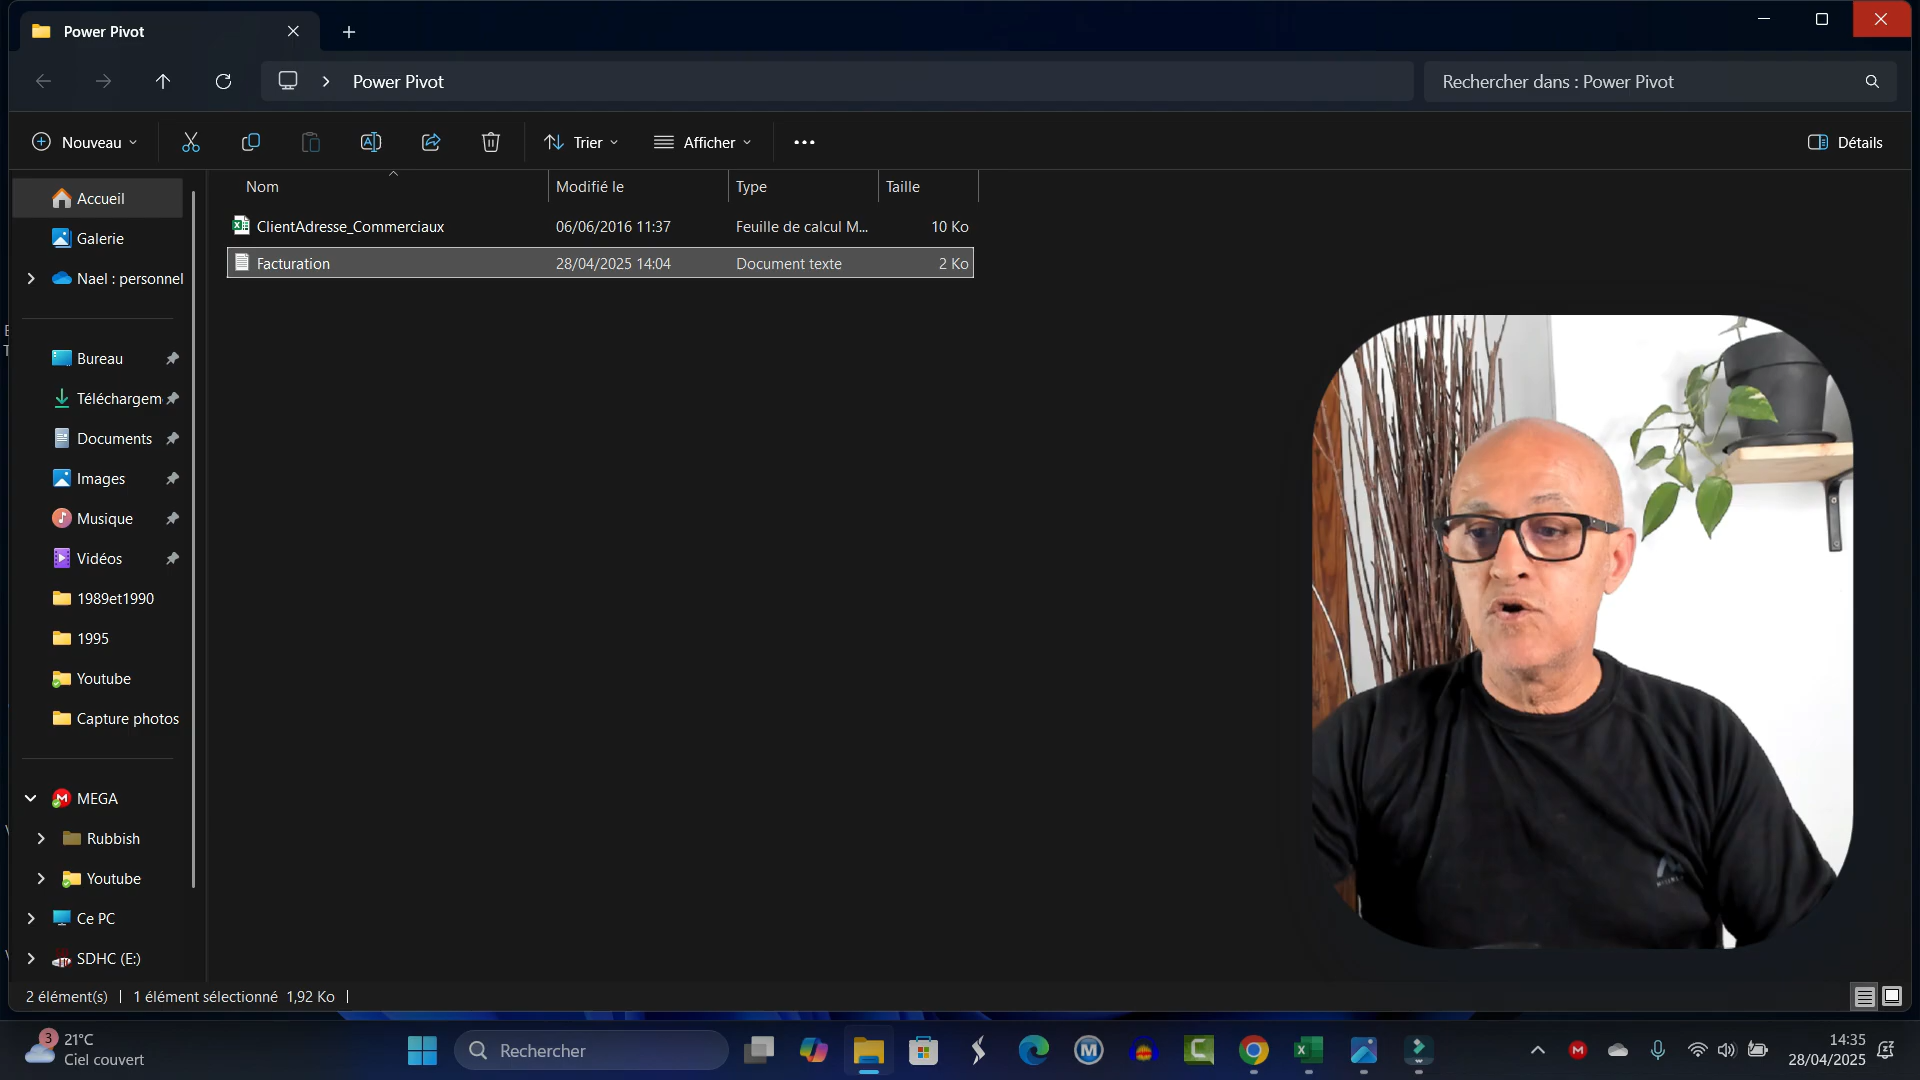 Power Pivot
Power Pivot
Rechercher dans : Power Pivot
Nouveau
Trier
Afficher
Détails
Nom
Modifié le
Type
Taille
ClientAdresse_Commerciaux
06/06/2016 11:37
Feuille de calcul M...
10 Ko
Facturation
28/04/2025 14:04
Document texte
2 Ko
Accueil
Galerie
Nael : personnel
Bureau
Téléchargem
Documents
Images
Musique
Vidéos
1989et1990
1995
Youtube
Capture photos
MEGA
Rubbish
Youtube
Ce PC
SDHC (E:)
2 élément(s)
1 élément sélectionné 1,92 Ko
3
21°C
Ciel couvert
Rechercher
14:35
28/04/2025